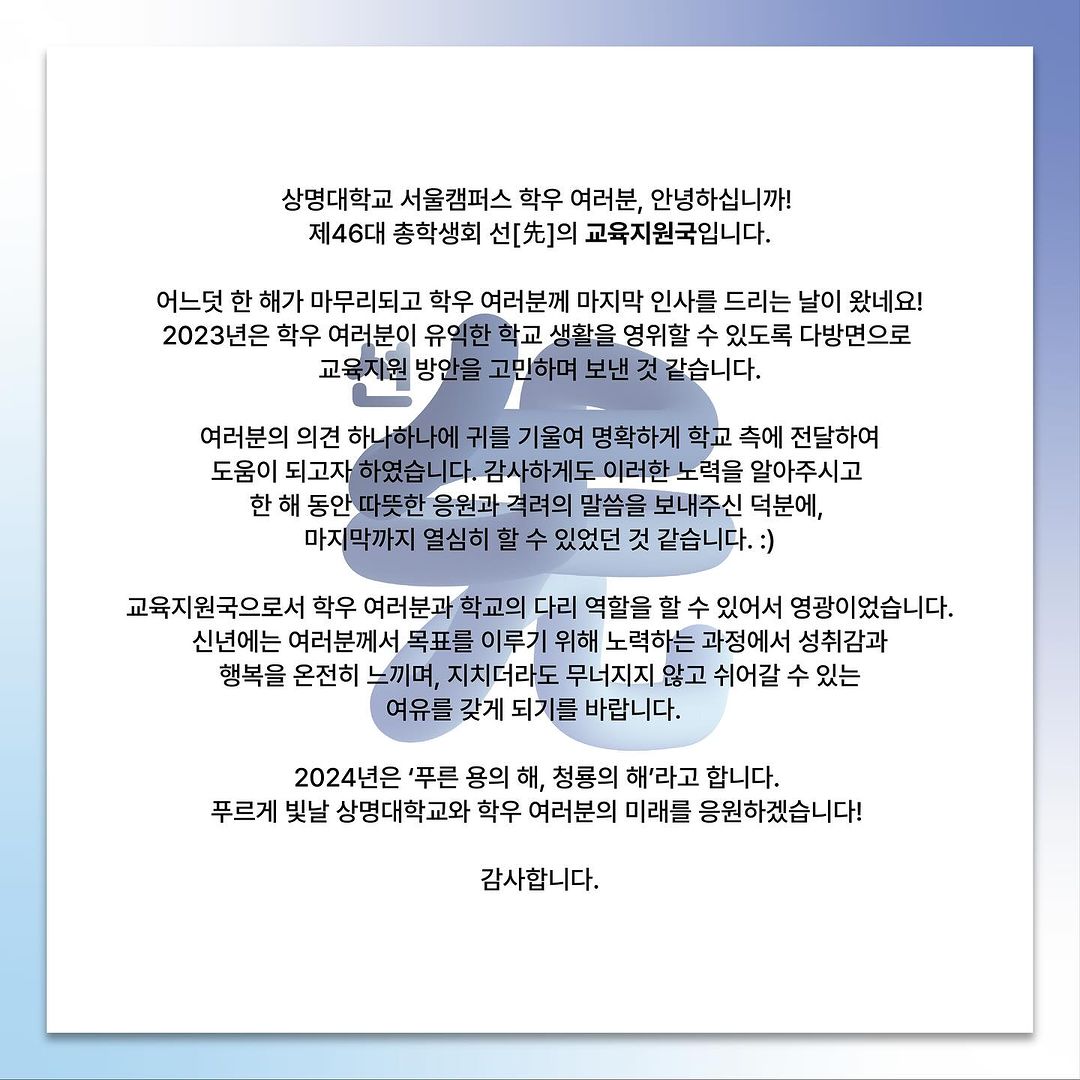 상명대학교 서울캠퍼스 학우 여러분, 안녕하십니까!
제46대 총학생회 선[先]의 교육지원국입니다.
어느덧 한 해가 마무리되고 학우 여러분께 마지막 인사를 드리는 날이 왔네요!
2023년은 학우 여러분이 유익한 학교 생활을 영위할 수 있도록 다방면으로
교육지원 방안을 고민하며 보낸 것 같습니다.
선
先
여러분의 의견 하나하나에 귀를 기울여 명확하게 학교 측에 전달하여
도움이 되고자 하였습니다. 감사하게도 이러한 노력을 알아주시고
한 해 동안 따뜻한 응원과 격려의 말씀을 보내주신 덕분에,
마지막까지 열심히 할 수 있었던 것 같습니다. :)
교육지원국으로서 학우 여러분과 학교의 다리 역할을 할 수 있어서 영광이었습니다.
신년에는 여러분께서 목표를 이루기 위해 노력하는 과정에서 성취감과
행복을 온전히 느끼며, 지치더라도 무너지지 않고 쉬어갈 수 있는
여유를 갖게 되기를 바랍니다.
2024년은 ‘푸른 용의 해, 청룡의 해’라고 합니다.
푸르게 빛날 상명대학교와 학우 여러분의 미래를 응원하겠습니다!
감사합니다.